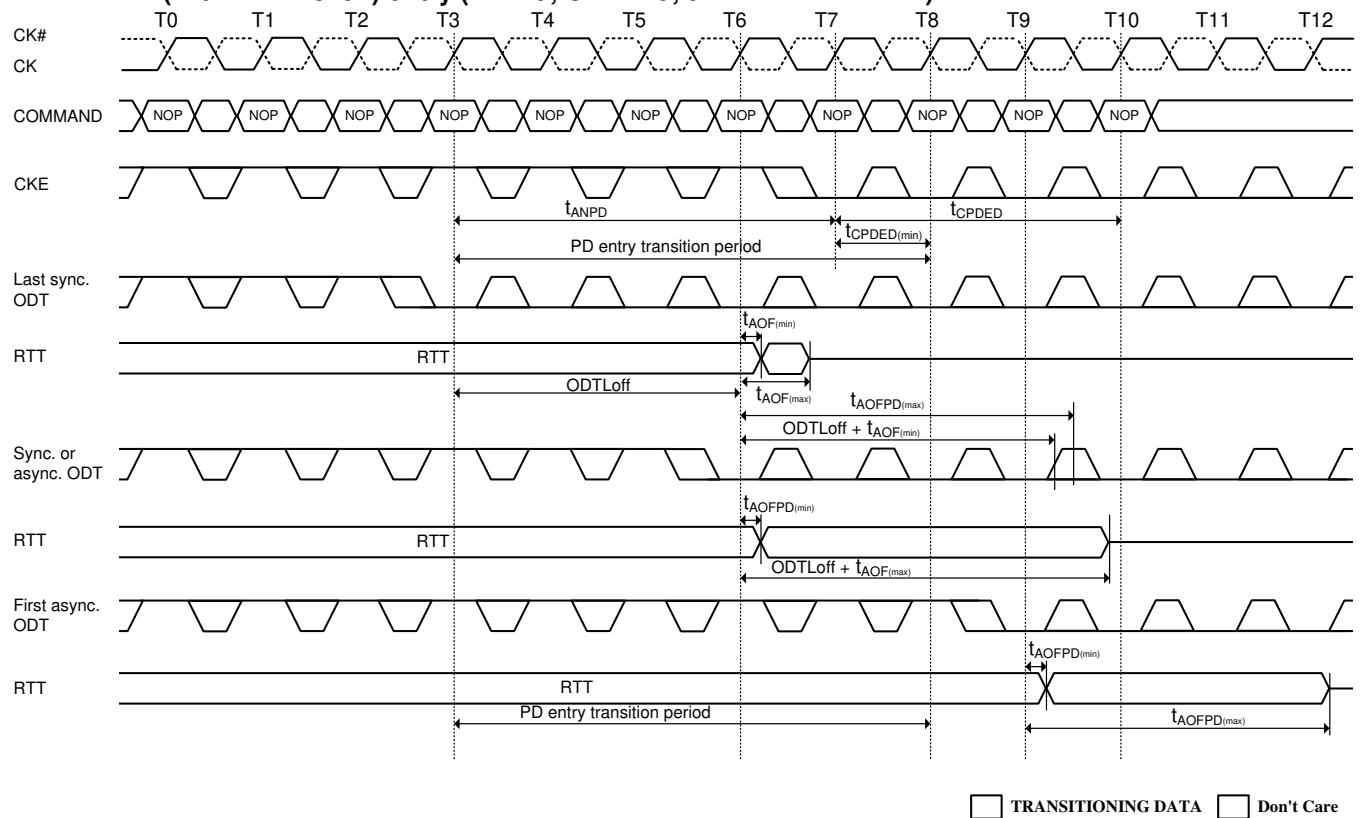 T0 T1 T2 T3 T4 T5 T6 T7 T8 T9 T10 T11 T12
CK#
CK
COMMAND NOP NOP NOP NOP NOP NOP NOP NOP NOP NOP NOP
CKE
tANPD tCPDED
tCPDED(min)
PD entry transition period
Last sync.
ODT
tAOF(min)
RTT RTT
ODTLoff tAOF(max)
tAOFPD(max)
ODTLoff + tAOF(min)
Sync. or
async. ODT
tAOFPD(min)
RTT RTT
ODTLoff + tAOF(max)
First async.
ODT
tAOFPD(min)
RTT RTT
PD entry transition period tAOFPD(max)
TRANSITIONING DATA Don't Care